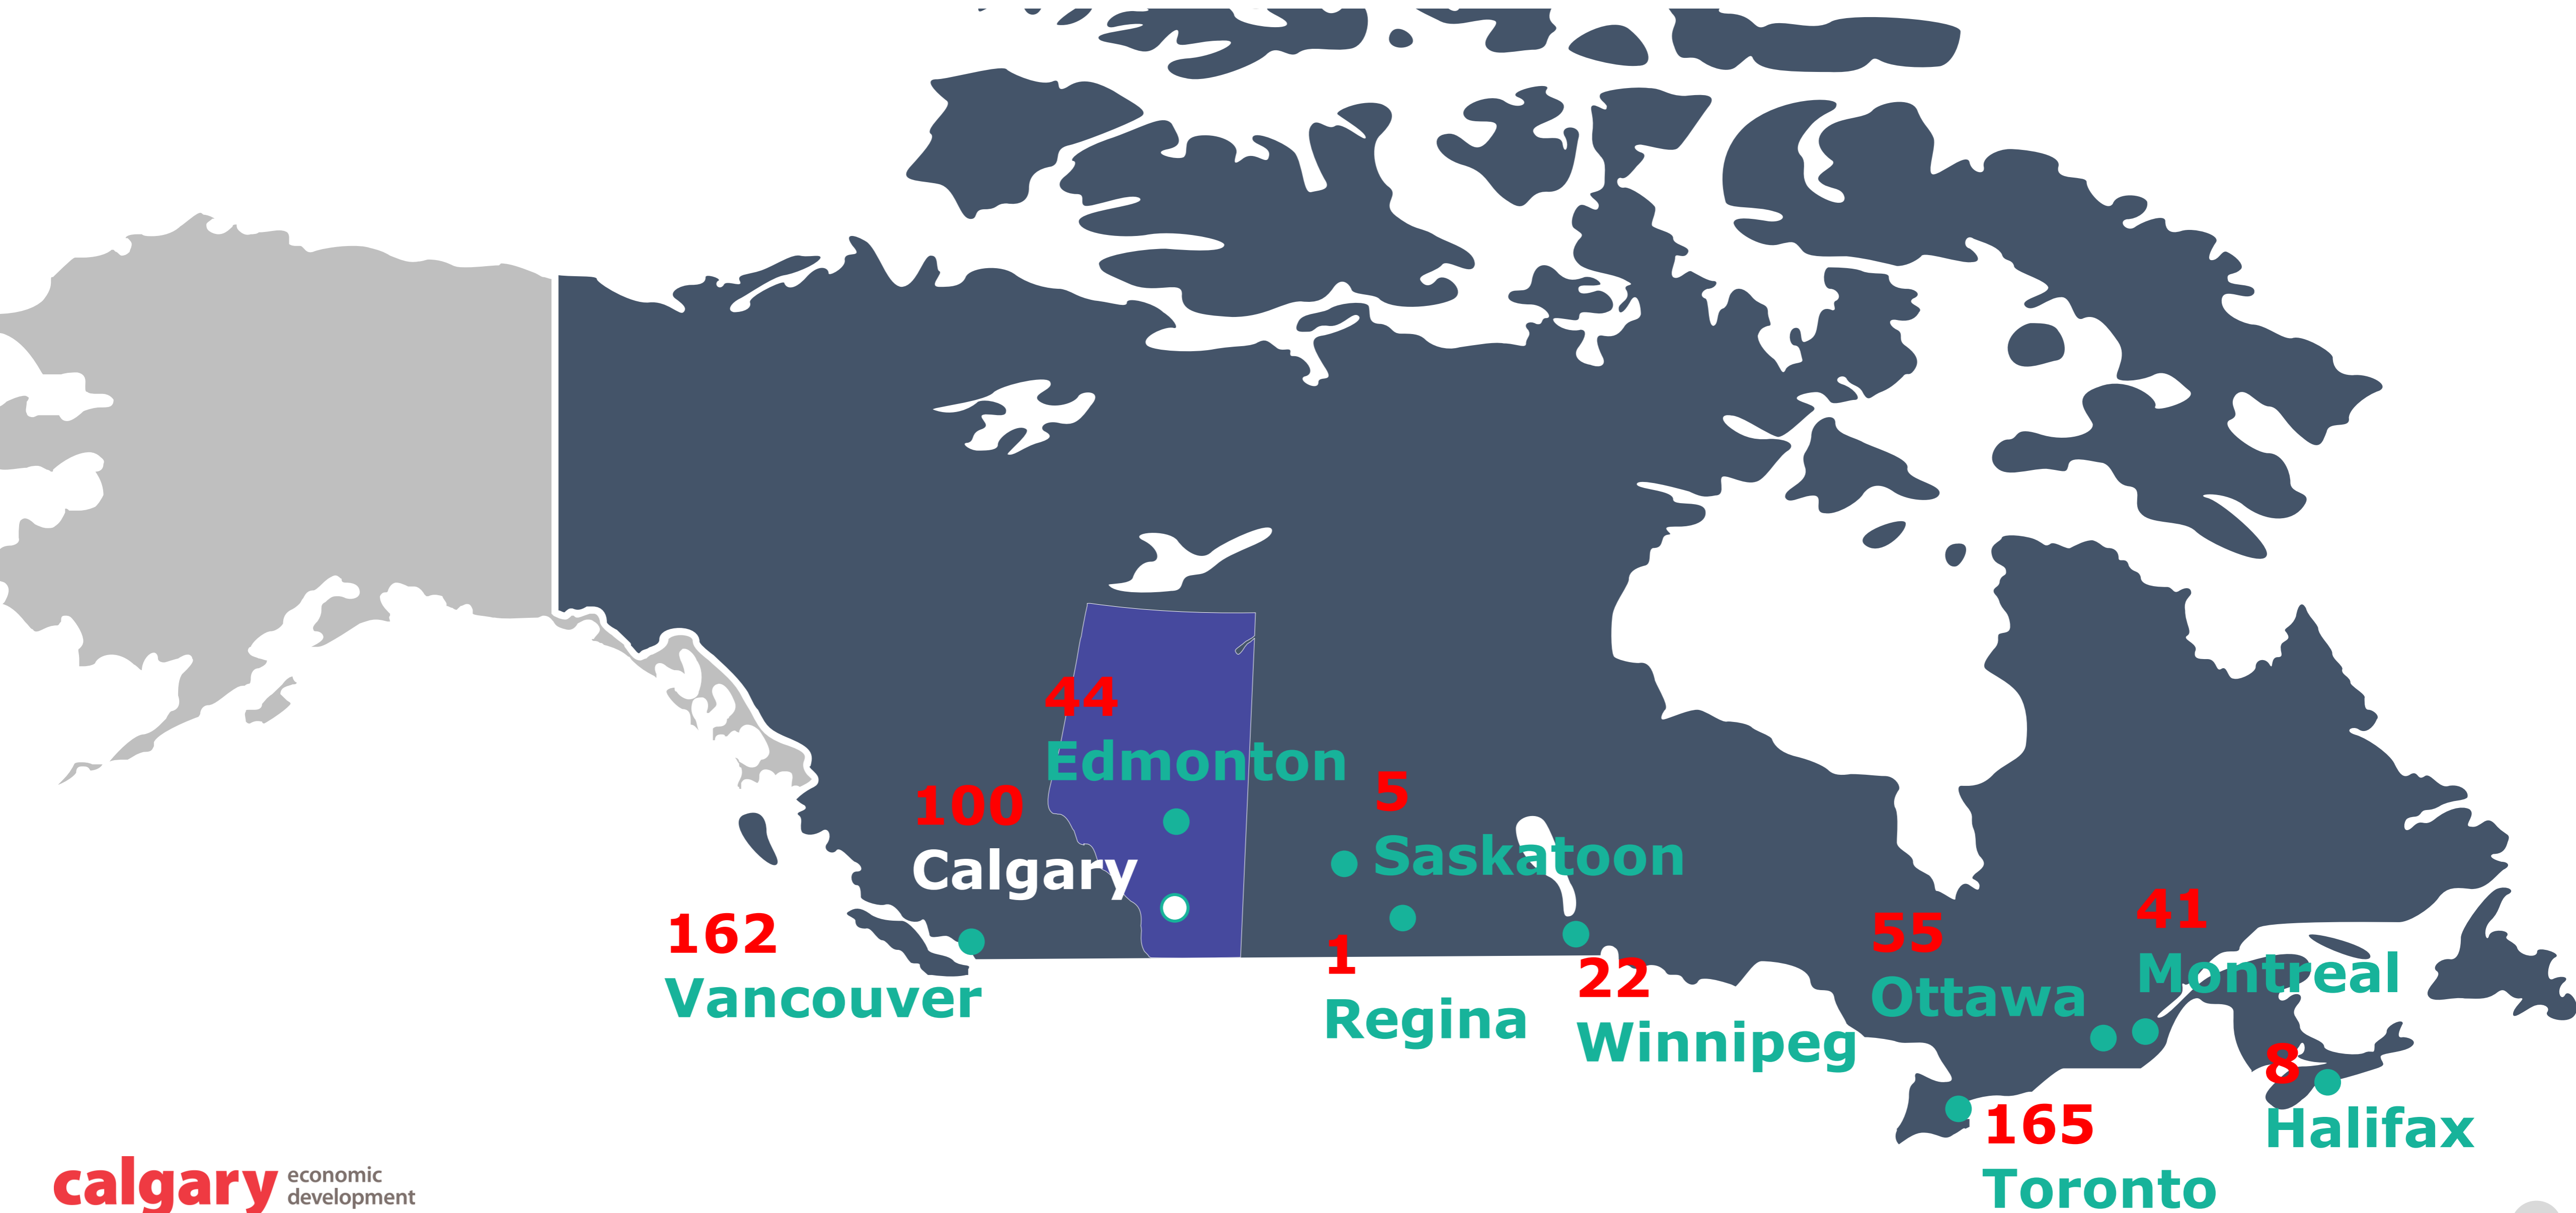 44
Edmonton
100
Calgary
5
Saskatoon
162
Vancouver
1
Regina
22
Winnipeg
55
Ottawa
41
Montreal
8
Halifax
165
Toronto
calgary economic
development